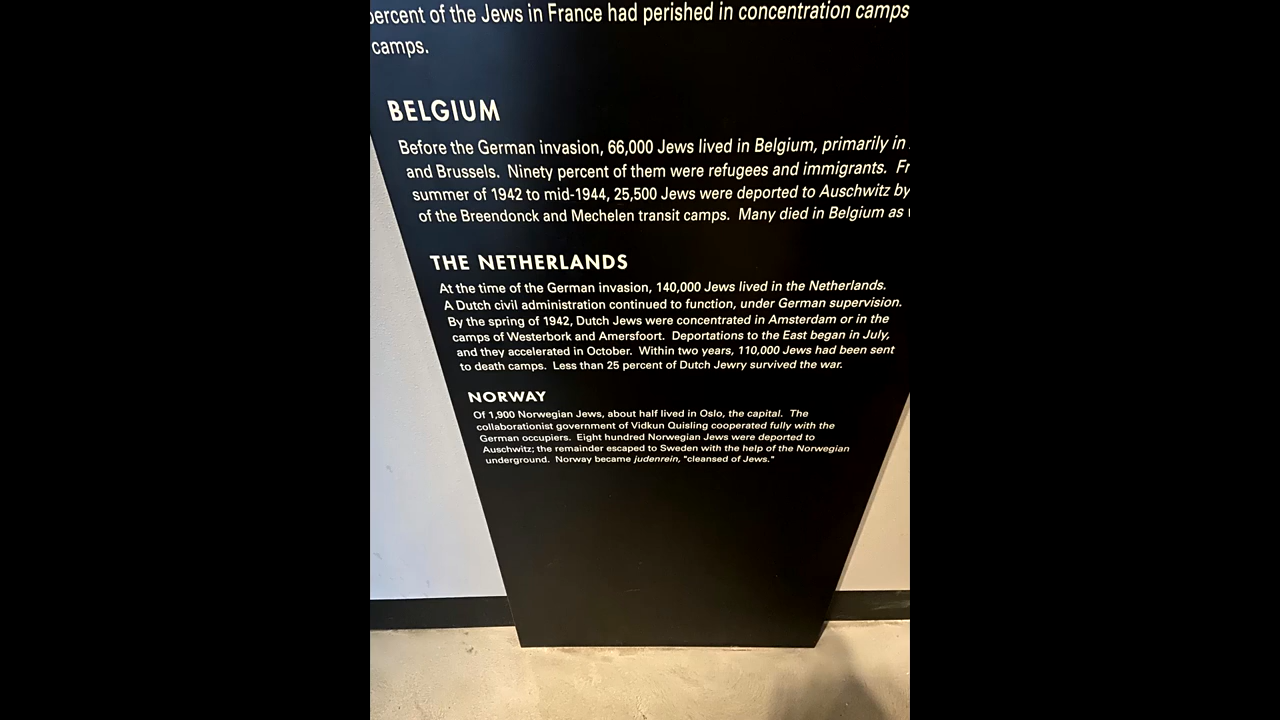 percent of the Jews in France had perished in concentration camps
camps.
BELGIUM
Before the German invasion, 66,000 Jews lived in Belgium, primarily in
and Brussels. Ninety percent of them were refugees and immigrants.
summer of 1942 to mid-1944, 25,500 Jews were deported to Auschwitz by
of the Breendonck and Mechelen transit camps. Many died in Belgium as
THE NETHERLANDS
At the time of the German invasion, 140,000 Jews lived in the Netherlands.
A Dutch civil administration continued to function, under German supervision.
By the spring of 1942, Dutch Jews were concentrated in Amsterdam or in the
camps of Westerbork and Amersfoort. Deportations to the East began in July,
and they accelerated in October. Within two years, 110,000 Jews had been sent
to death camps. Less than 25 percent of Dutch Jewry survived the war.
NORWAY
Of 1,900 Norwegian Jews, about half lived in Oslo, the capital. The
collaborationist government of Vidkun Quisling cooperated fully with the
German occupiers. Eight hundred Norwegian Jews were deported to
Auschwitz; the remainder escaped to Sweden with the help of the Norwegian
underground. Norway became judenrein, "cleansed of Jews."